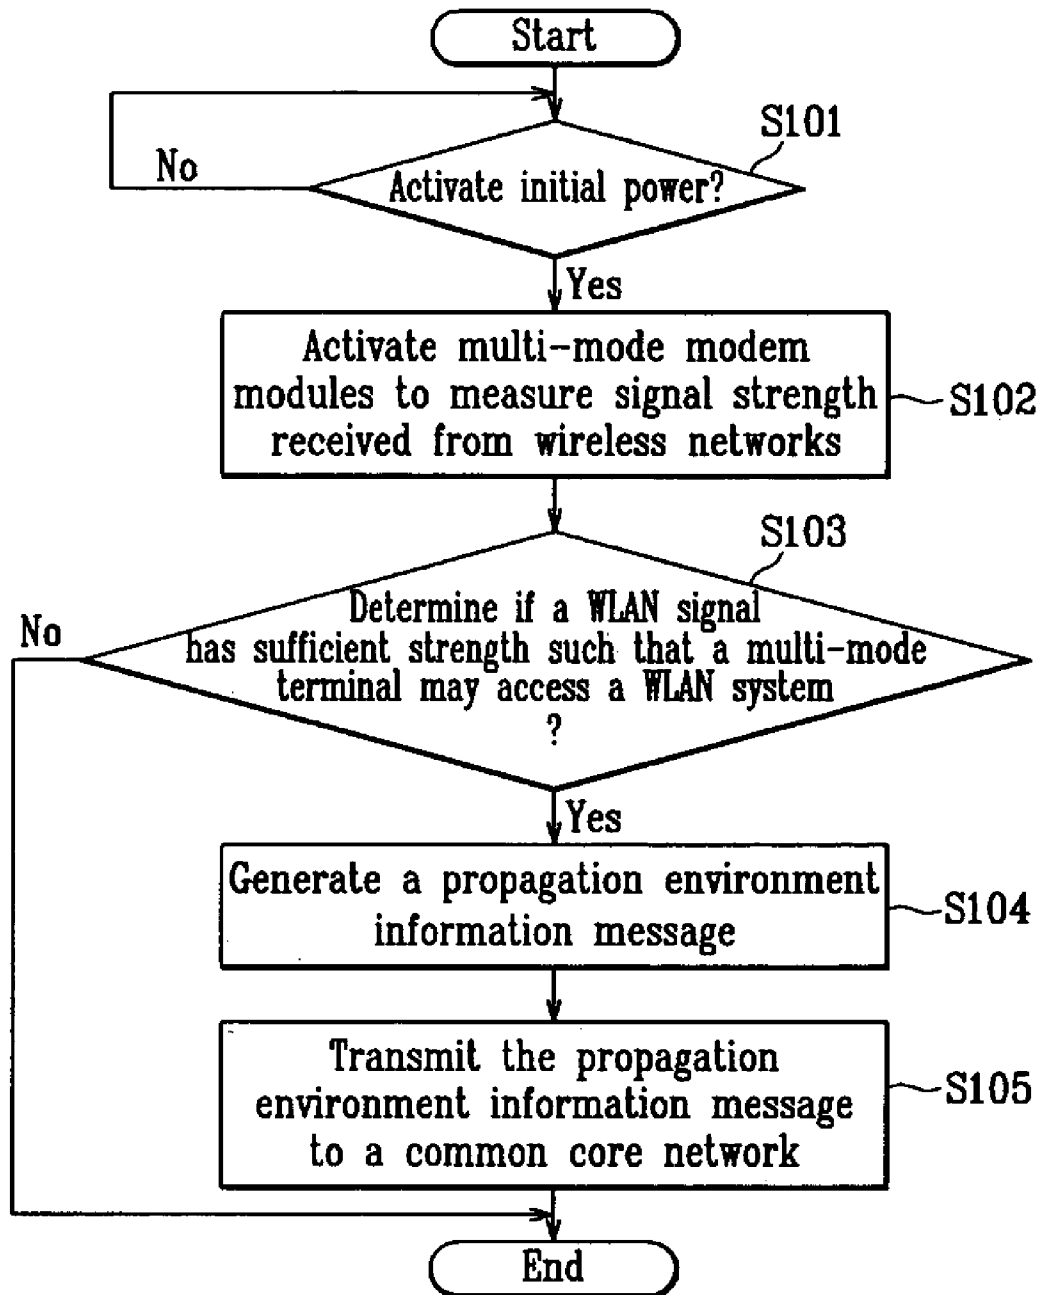 Start
S101
No
Activate initial power?
Yes
Activate multi-mode modem
modules to measure signal strength
received from wireless networks
S102
S103
No
Determine if a WLAN signal
has sufficient strength such that a multi-mode
terminal may access a WLAN system
?
Yes
Generate a propagation environment
information message
S104
Transmit the propagation
environment information message
to a common core network
S105
End